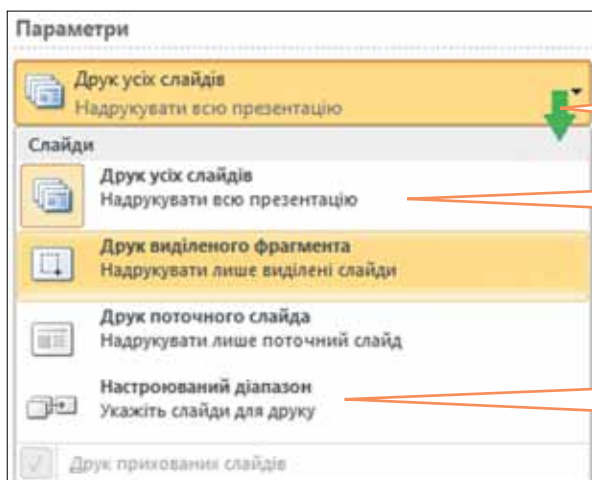 Параметри
Друк усіх слайдів
Надрукувати всю презентацію
Слайди
Друк усіх слайдів
Надрукувати всю презентацію
Друк виділеного фрагмента
Надрукувати лише виділені слайди
Друк поточного слайда
Надрукувати лише поточний слайд
Настроюваний діапазон
Укажіть слайди для друку
Друк прихованих слайдів